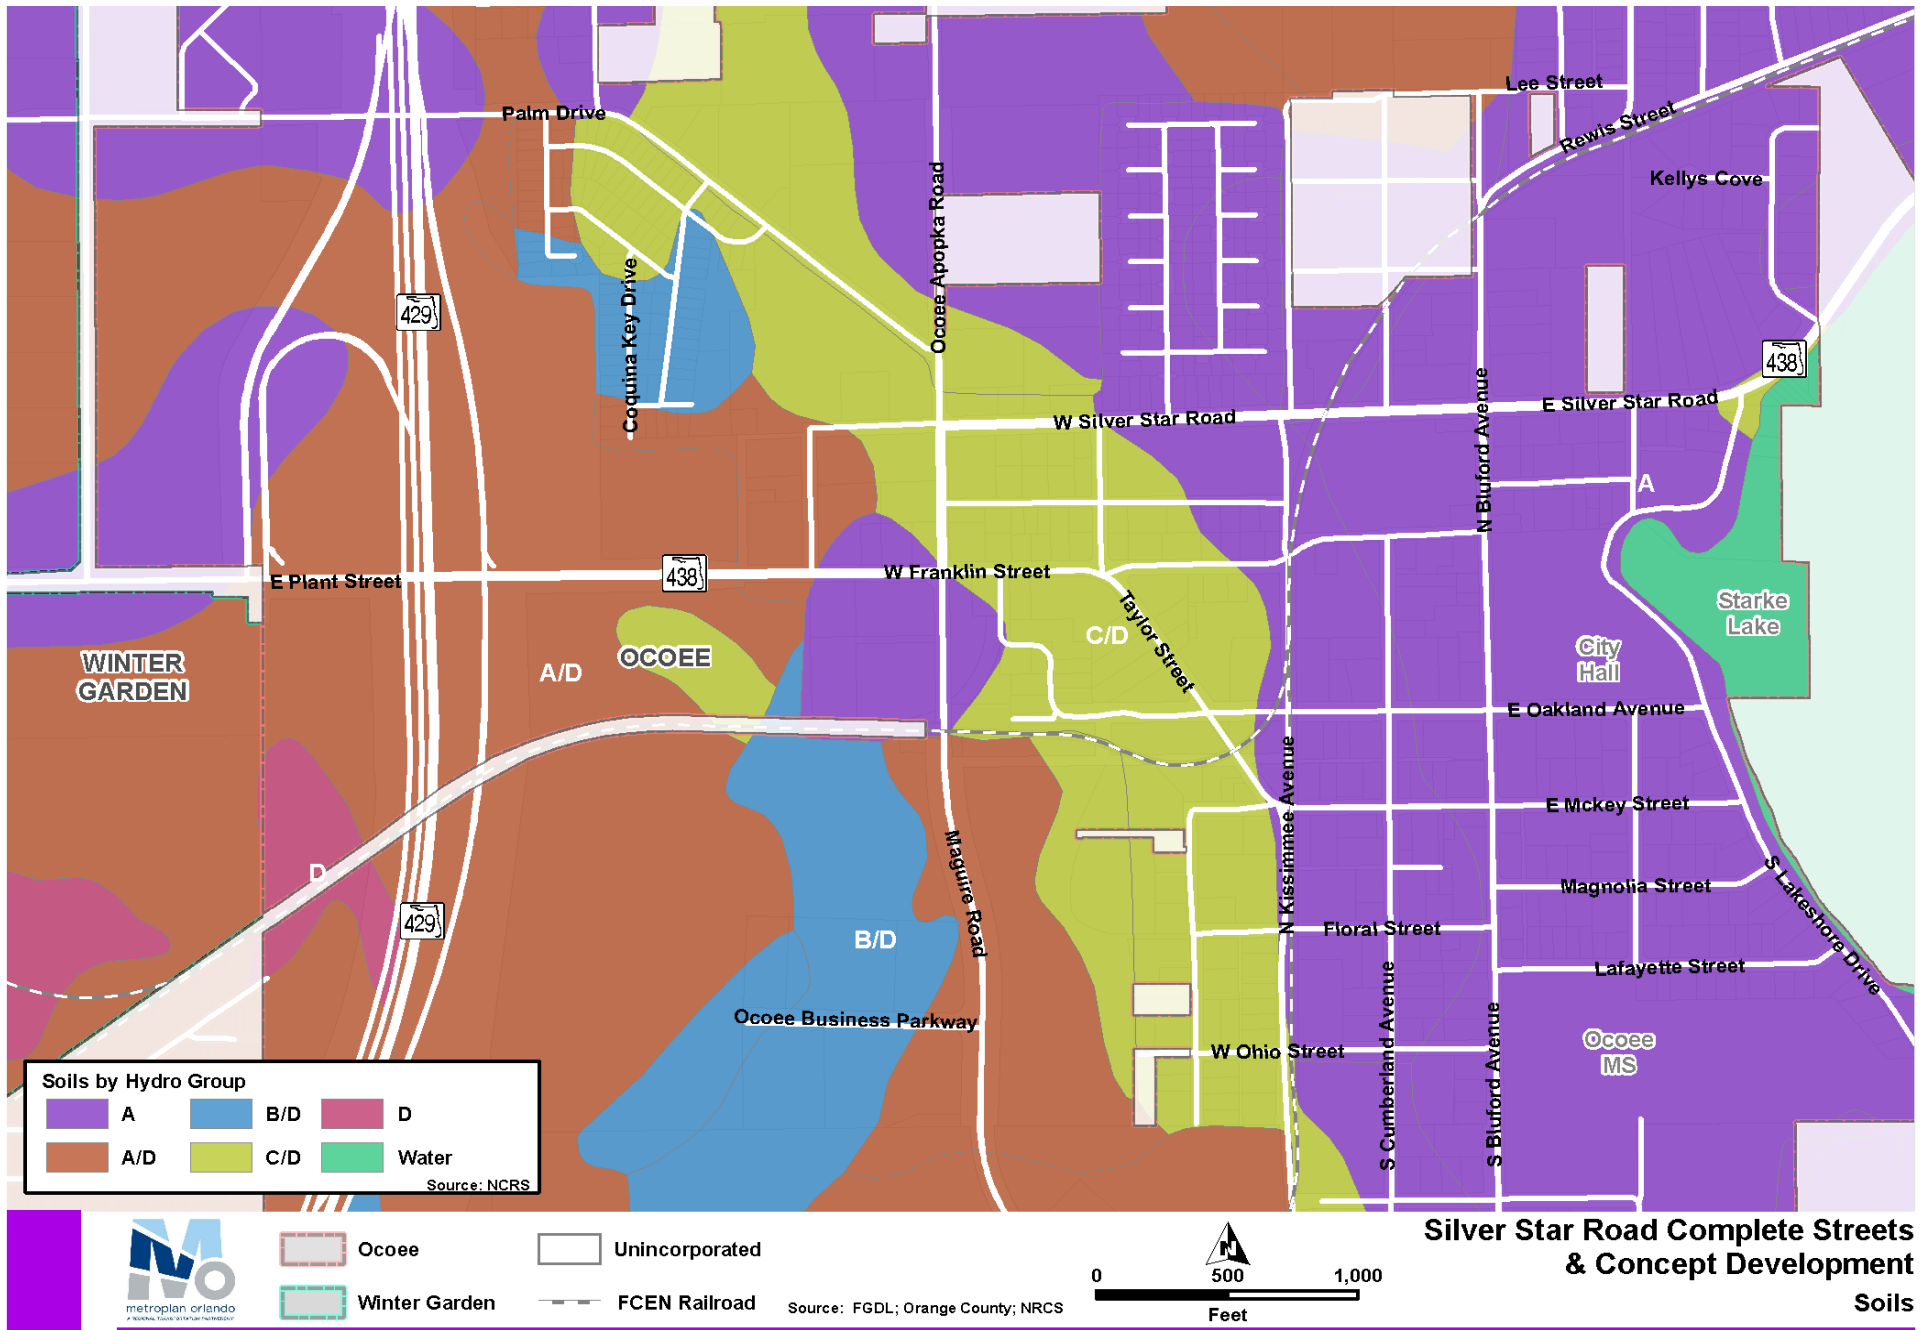 Lee Street
Palm Drive
Rewis Street
Kellys Cove
Ocoee Apopka Road
429
Coquina Key Drive
438
E Silver Star Road
W Silver Star Road
N Bluford Avenue
A
E Plant Street
438
W Franklin Street
Taylor Street
Starke
Lake
C/D
City
Hall
WINTER
GARDEN
A/D
OCOEE
E Oakland Avenue
N Kissimmee Avenue
E Mckey Street
D
Maguire Road
S Lakeshore Drive
Magnolia Street
429
B/D
Floral Street
Lafayette Street
S Cumberland Avenue
S Bluford Avenue
Ocoee Business Parkway
W Ohio Street
Ocoee
MS
Soils by Hydro Group
A
B/D
D
A/D
C/D
Water
Source: NCRS
metroplan orlando
A REGIONAL TRANSPORTATION PARTNERSHIP
Ocoee
Unincorporated
Winter Garden
FCEN Railroad
Source: FGDL; Orange County; NRCS
N
0 500 1,000
Feet
Silver Star Road Complete Streets
& Concept Development
Soils